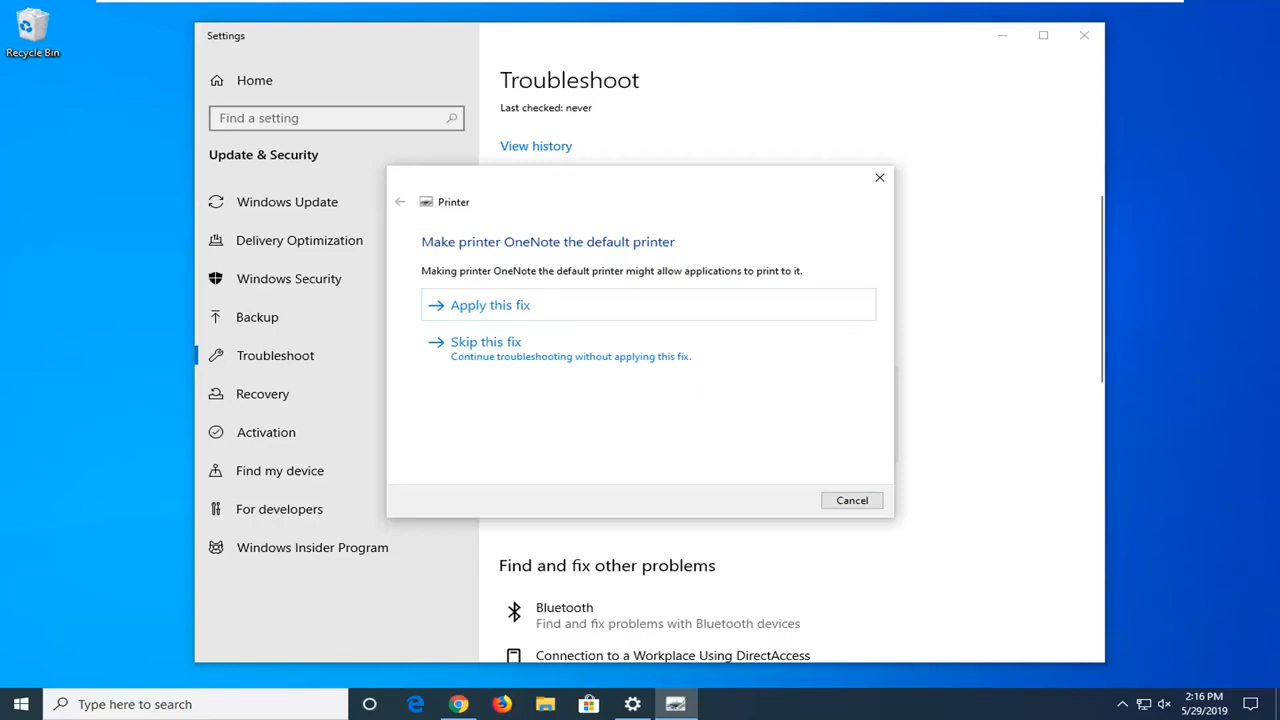 Recycle Bin
Settings
Home
Find a setting
Update & Security
Windows Update
Delivery Optimization
Windows Security
Backup
Troubleshoot
Recovery
Activation
Find my device
For developers
Windows Insider Program
Troubleshoot
Last checked: never
View history
Printer
Make printer OneNote the default printer
Making printer OneNote the default printer might allow applications to print to it.
Apply this fix
Skip this fix
Continue troubleshooting without applying this fix.
Cancel
Find and fix other problems
Bluetooth
Find and fix problems with Bluetooth devices
Connection to a Workplace Using DirectAccess
Type here to search
2:16 PM
5/29/2019